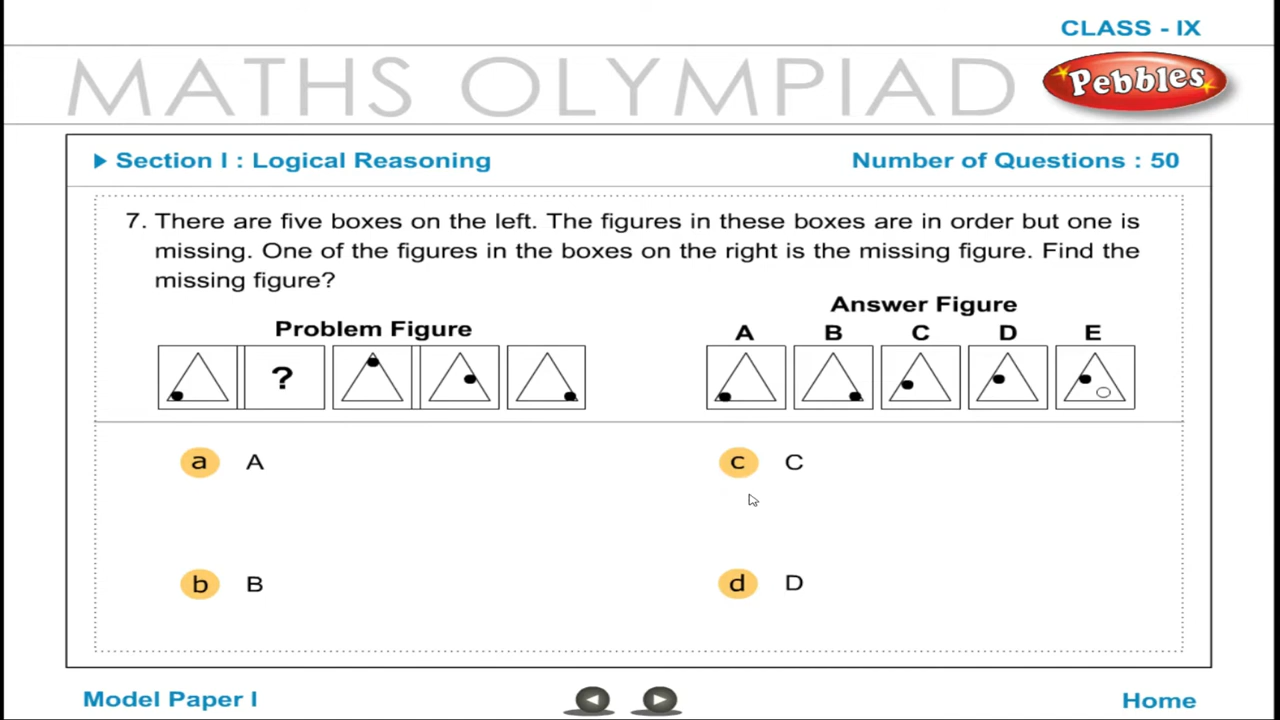 CLASS - IX
MATHS OLYMPIAD
Pebbles
Section I : Logical Reasoning
Number of Questions : 50
7. There are five boxes on the left. The figures in these boxes are in order but one is
missing. One of the figures in the boxes on the right is the missing figure. Find the
missing figure?
Problem Figure
?
Answer Figure
A B C D E
a A
c C
b B
d D
Model Paper I
Home